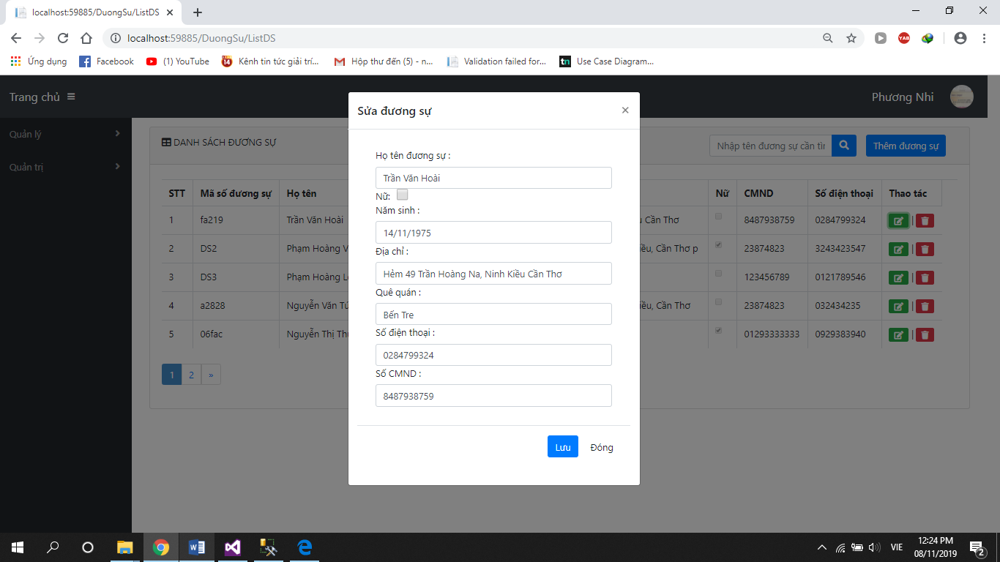 localhost:59885/DuongSu/ListDS
localhost:59885/DuongSu/ListDS
Ứng dụng
Facebook
(1) YouTube
Kênh tin tức giải trí...
Hộp thư đến (5) - n...
Validation failed for...
tn
Use Case Diagram...
YAB
14
Trang chủ
Phương Nhi
Quản lý
Quản trị
DANH SÁCH ĐƯƠNG SỰ
Nhập tên đương sự cần tìr
Thêm đương sự
STT Mã số đương sự Họ tên Nữ CMND Số điện thoại Thao tác
1 fa219 Trần Văn Hoài Cần Thơ 8487938759 0284799324 |
2 DS2 Phạm Hoàng V iều, Cần Thơ p 23874823 3243423547 |
3 DS3 Phạm Hoàng L 123456789 0121789546 |
4 a2828 Nguyễn Văn Tú iều, Cần Thơ 23874823 032434235 |
5 06fac Nguyễn Thị Th 01293333333 0929383940 |
1 2 »
Sửa đương sự
×
Họ tên đương sự :
Trần Văn Hoài
Nữ:
Năm sinh :
14/11/1975
Địa chỉ :
Hẻm 49 Trần Hoàng Na, Ninh Kiều Cần Thơ
Quê quán :
Bến Tre
Số điện thoại :
0284799324
Số CMND :
8487938759
Lưu
Đóng
VIE
12:24 PM
08/11/2019
2